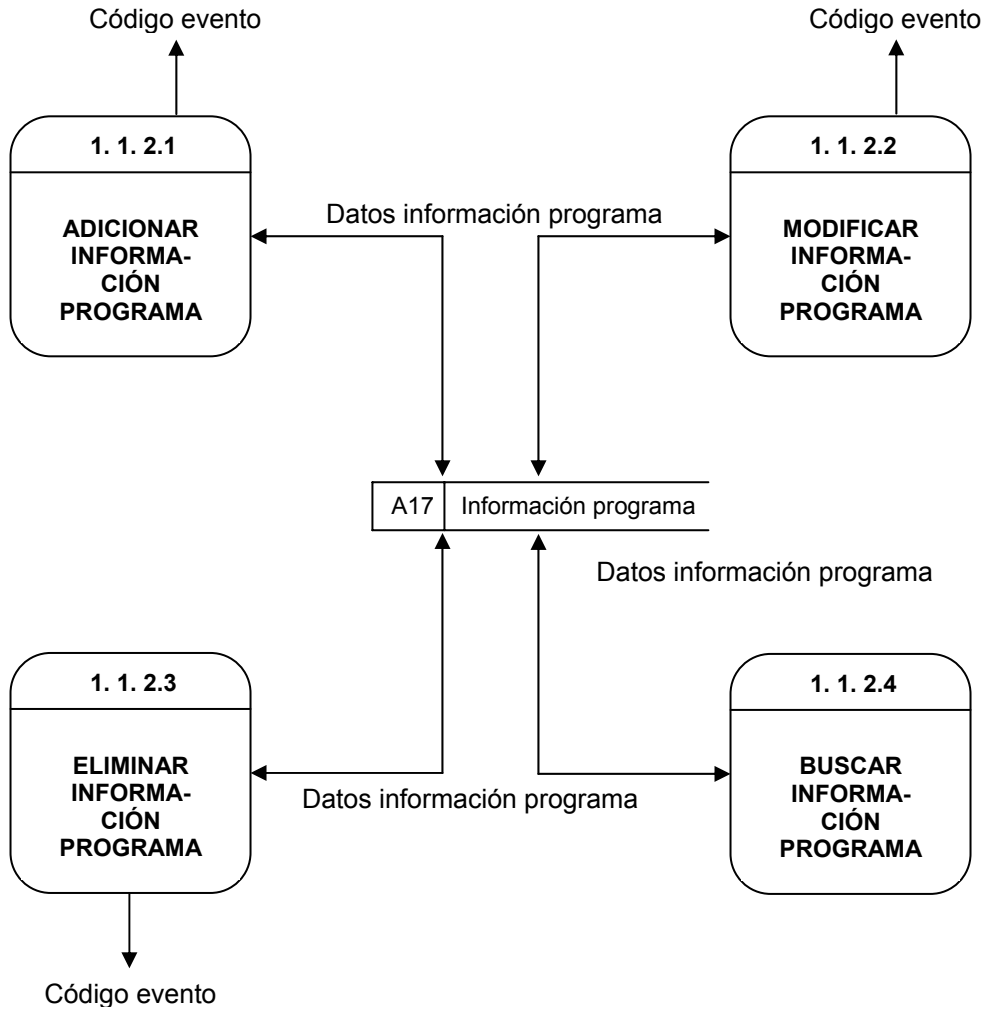 Código evento
Código evento
1. 1. 2.1
1. 1. 2.2
ADICIONAR
INFORMA-
CIÓN
PROGRAMA
Datos información programa
MODIFICAR
INFORMA-
CIÓN
PROGRAMA
A17
Información programa
Datos información programa
1. 1. 2.3
1. 1. 2.4
ELIMINAR
INFORMA-
CIÓN
PROGRAMA
Datos información programa
BUSCAR
INFORMA-
CIÓN
PROGRAMA
Código evento